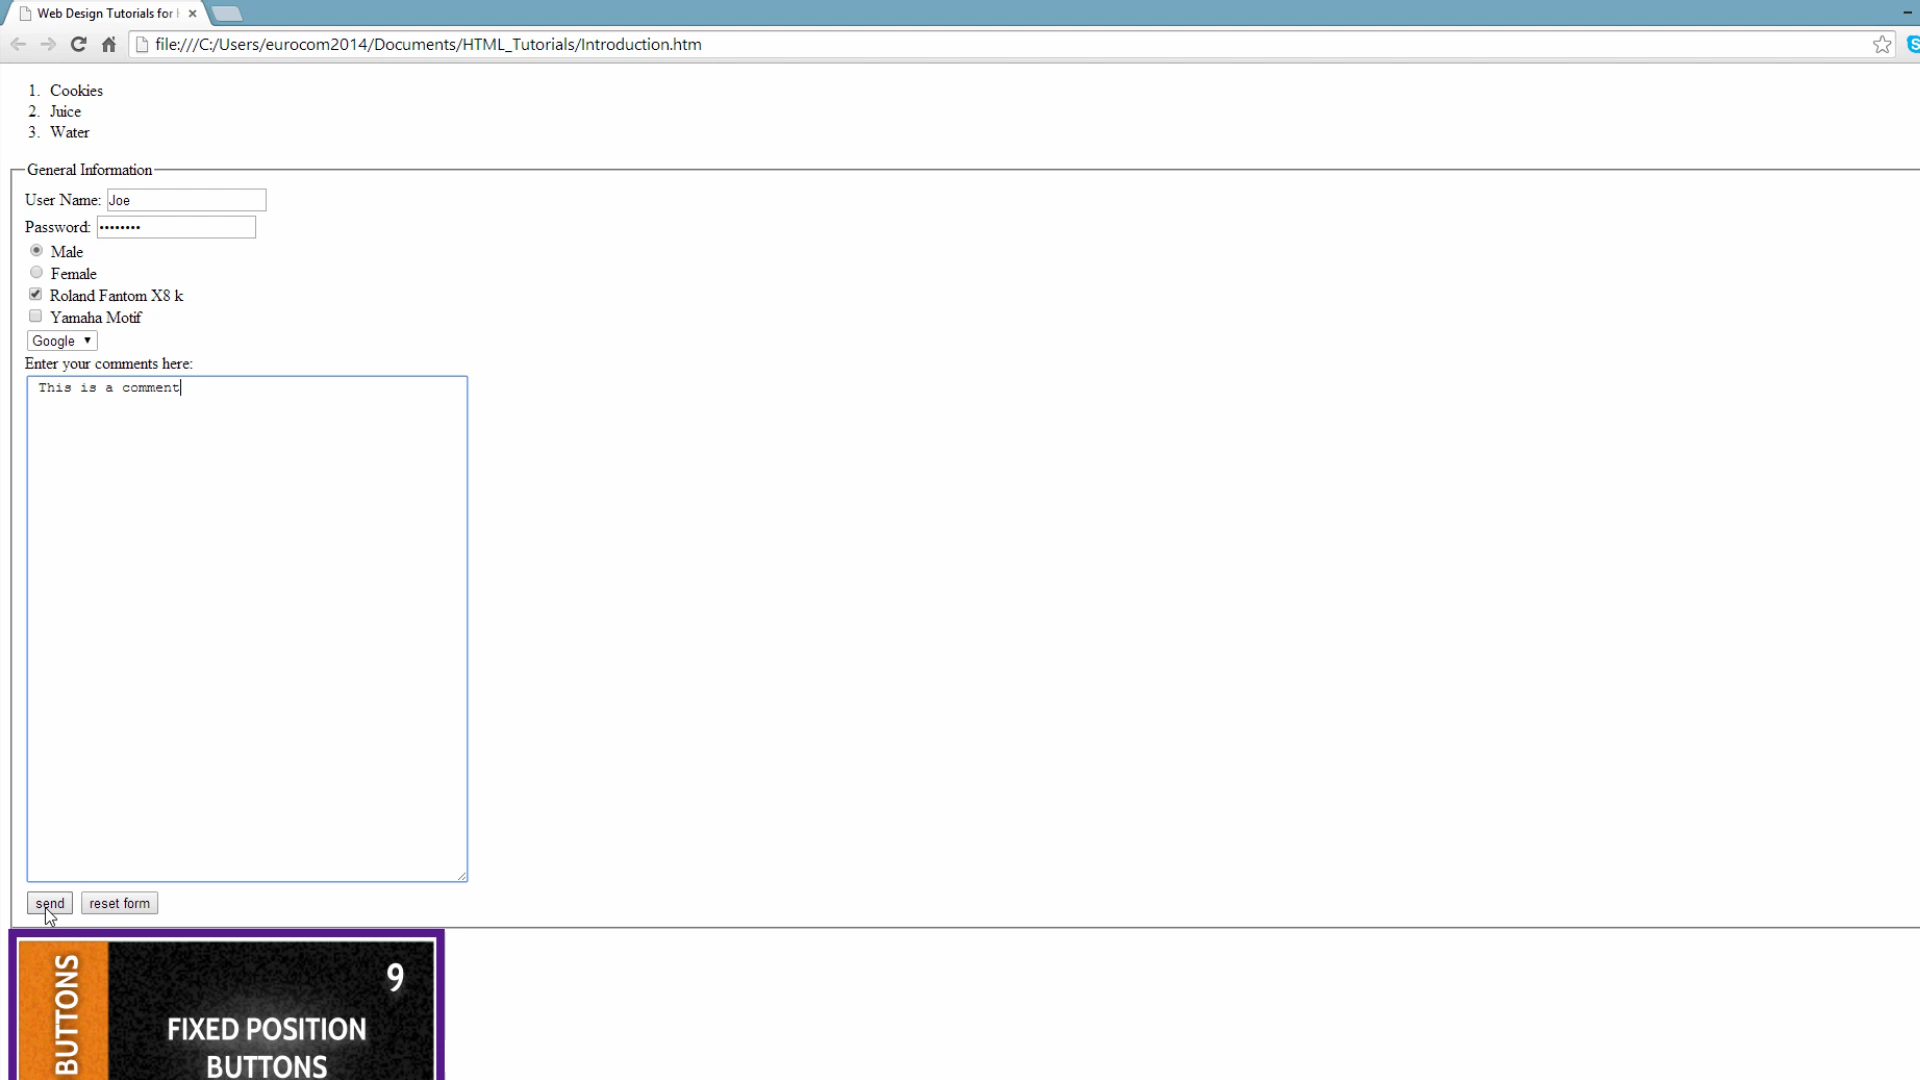 Web Design Tutorials for
file:///C:/Users/eurocom2014/Documents/HTML_Tutorials/Introduction.htm
1. Cookies
2. Juice
3. Water
General Information
User Name: Joe
Password: ••••••••
Male
Female
Roland Fantom X8 k
Yamaha Motif
Google
Enter your comments here:
This is a comment
send reset form
BUTTONS
9
FIXED POSITION
BUTTONS